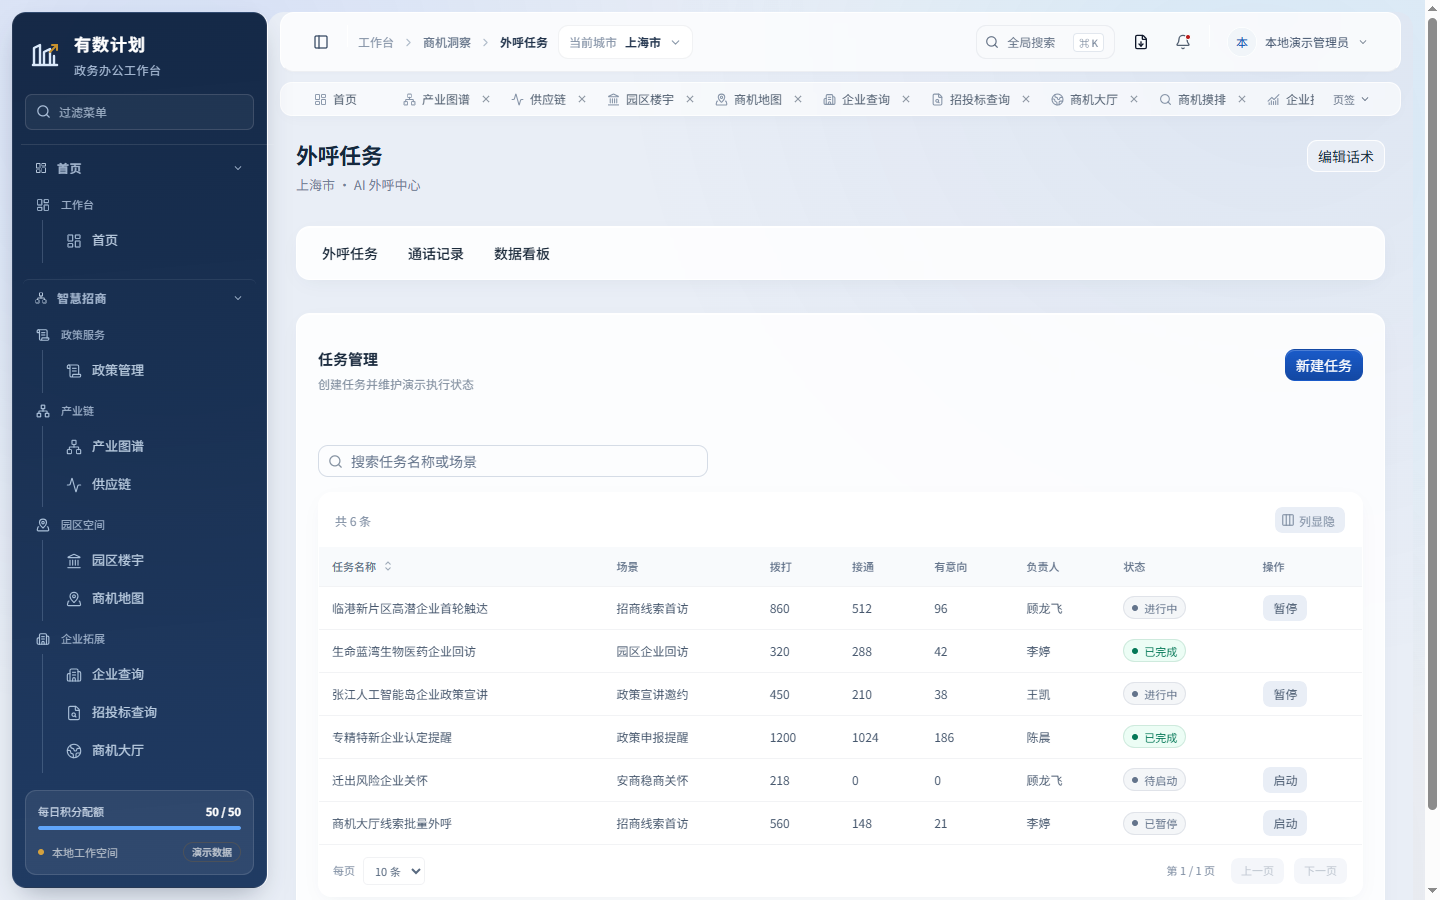 有数计划
政务办公工作台
过滤菜单
首页
工作台
首页
智慧招商
政策服务
政策管理
产业链
产业图谱
供应链
园区空间
园区楼宇
商机地图
企业拓展
企业查询
招投标查询
商机大厅
每日积分配额 50 / 50
本地工作空间 演示数据
工作台 商机洞察 外呼任务 当前城市 上海市
全局搜索 ⌘K 本 本地演示管理员
首页 产业图谱 供应链 园区楼宇 商机地图 企业查询 招投标查询 商机大厅 商机摸排 企业 页签
外呼任务
上海市 • AI 外呼中心
编辑话术
外呼任务 通话记录 数据看板
任务管理
创建任务并维护演示执行状态
新建任务
搜索任务名称或场景
共 6 条 列显隐
任务名称 场景 拨打 接通 有意向 负责人 状态 操作
临港新片区高潜企业首轮触达 招商线索首访 860 512 96 顾龙飞 进行中 暂停
生命蓝湾生物医药企业回访 园区企业回访 320 288 42 李婷 已完成
张江人工智能岛企业政策宣讲 政策宣讲邀约 450 210 38 王凯 进行中 暂停
专精特新企业认定提醒 政策申报提醒 1200 1024 186 陈晨 已完成
迁出风险企业关怀 安商稳商关怀 218 0 0 顾龙飞 待启动 启动
商机大厅线索批量外呼 招商线索首访 560 148 21 李婷 已暂停 启动
每页 10 条 第 1 / 1 页 上一页 下一页